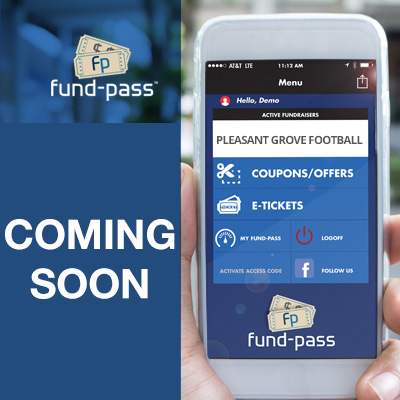 Fp
fund-pass™
COMING
SOON
AT&T LTE 11:12 AM
Menu
Hello, Demo
ACTIVE FUNDRAISERS
PLEASANT GROVE FOOTBALL
COUPONS/OFFERS
TICKET
E-TICKETS
MY FUND-PASS
LOGOFF
ACTIVATE ACCESS CODE
f
FOLLOW US
Fp
fund-pass